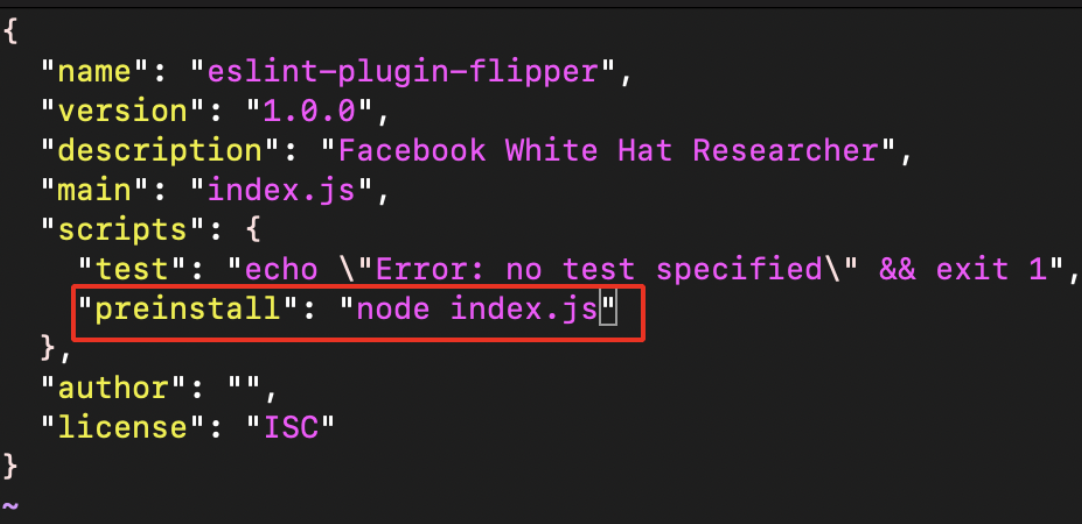 {
  "name": "eslint-plugin-flipper",
  "version": "1.0.0",
  "description": "Facebook White Hat Researcher",
  "main": "index.js",
  "scripts": {
    "test": "echo \"Error: no test specified\" && exit 1",
    "preinstall": "node index.js"
  },
  "author": "",
  "license": "ISC"
}
~